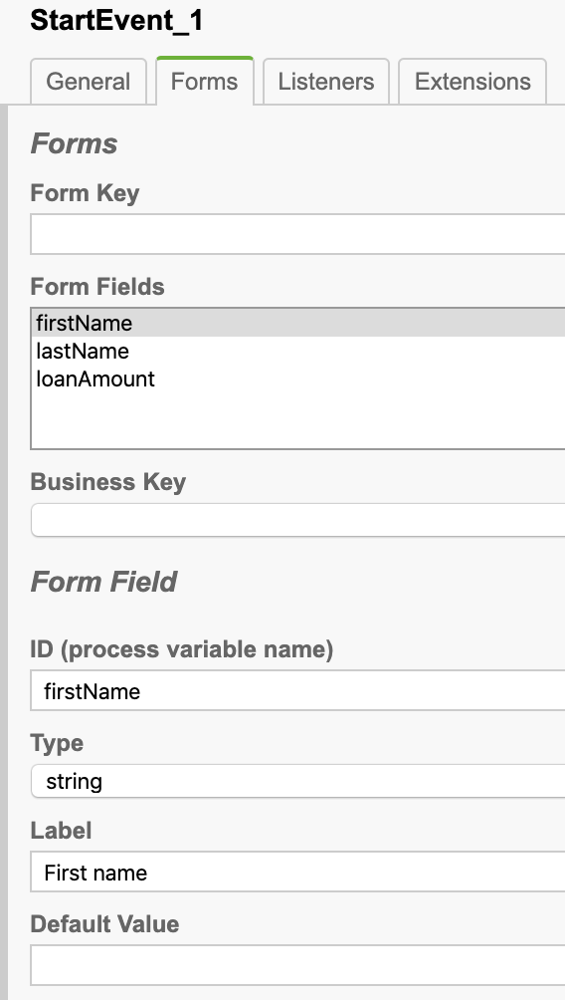 StartEvent_1
General Forms Listeners Extensions
Forms
Form Key
Form Fields
firstName
lastName
loanAmount
Business Key
Form Field
ID (process variable name)
firstName
Type
string
Label
First name
Default Value